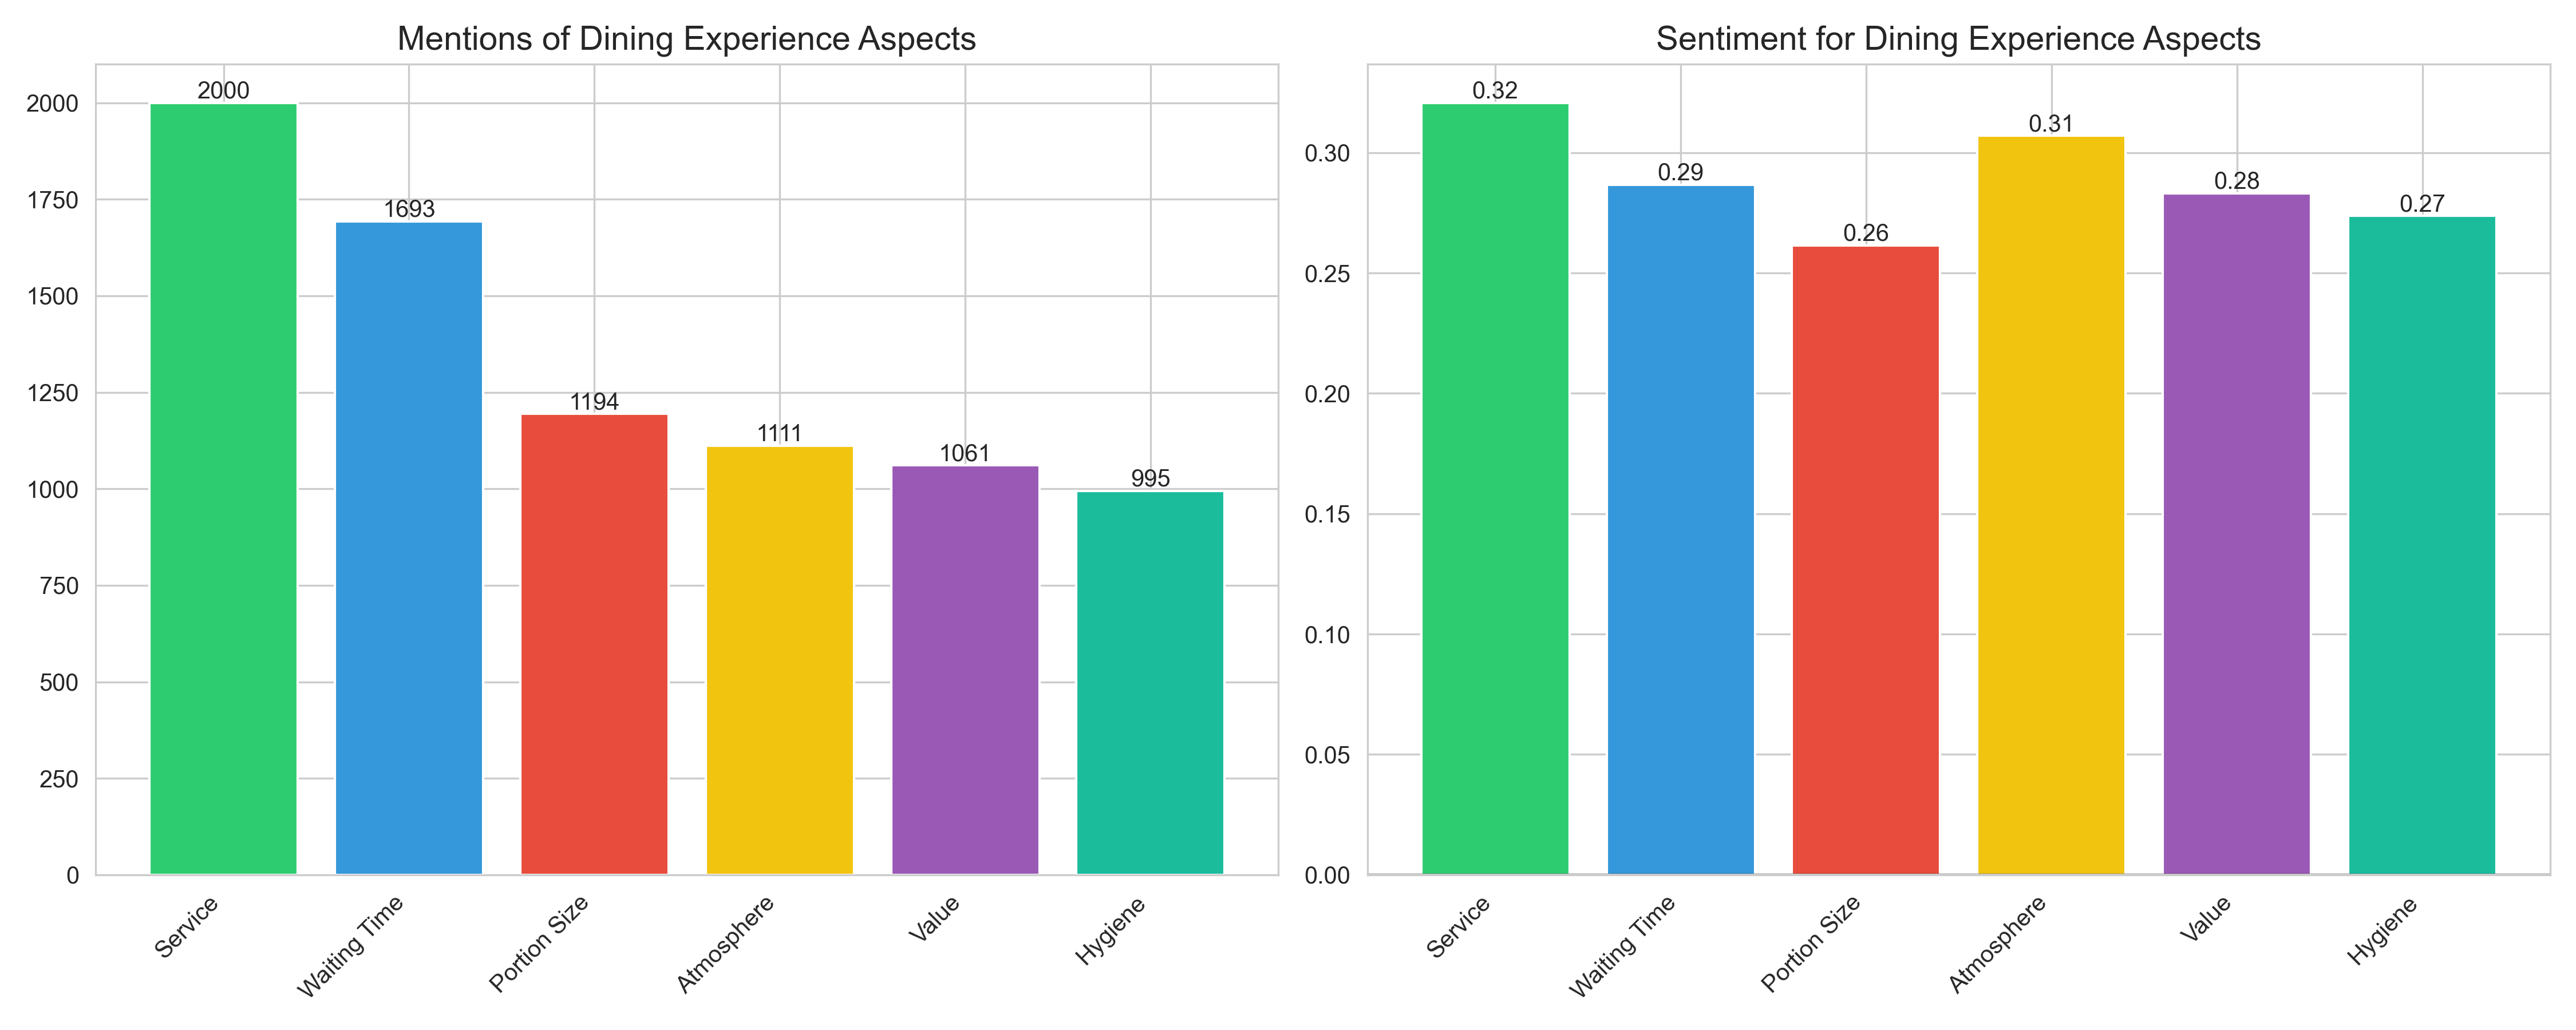 Mentions of Dining Experience Aspects
2000
1750
1500
1250
1000
750
500
250
0
2000
1693
1194
1111
1061
995
Service
Waiting Time
Portion Size
Atmosphere
Value
Hygiene
Sentiment for Dining Experience Aspects
0.30
0.25
0.20
0.15
0.10
0.05
0.00
0.32
0.29
0.26
0.31
0.28
0.27
Service
Waiting Time
Portion Size
Atmosphere
Value
Hygiene